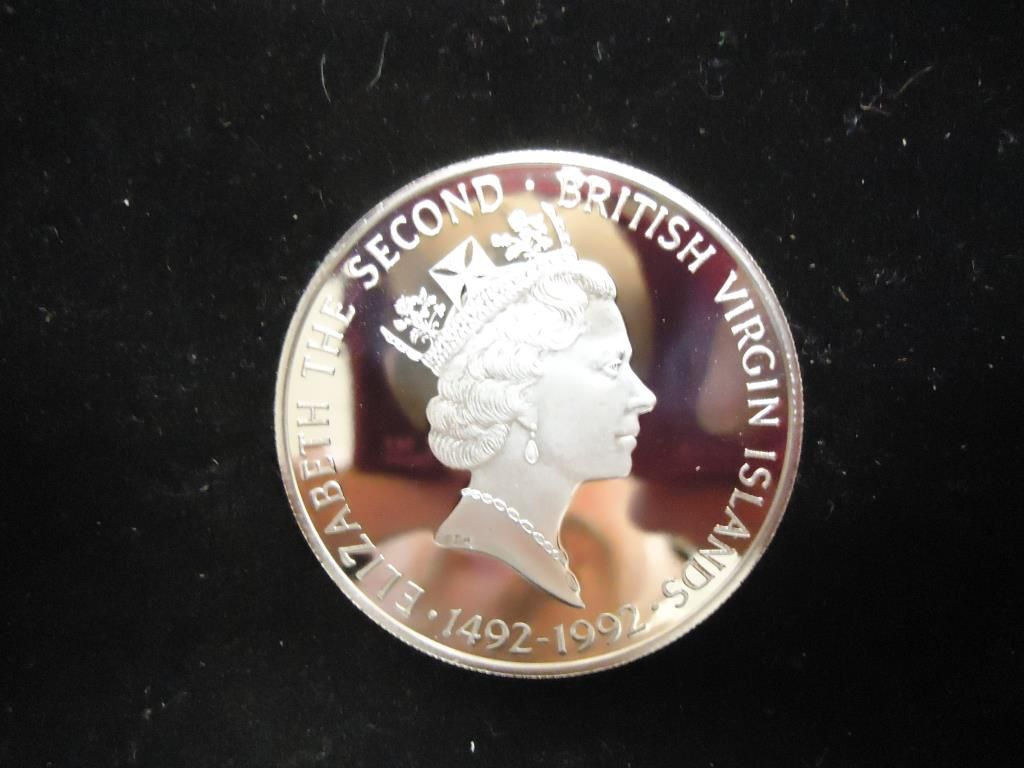 ELIZABETH THE SECOND · BRITISH VIRGIN ISLANDS ·
1492-1992 ·